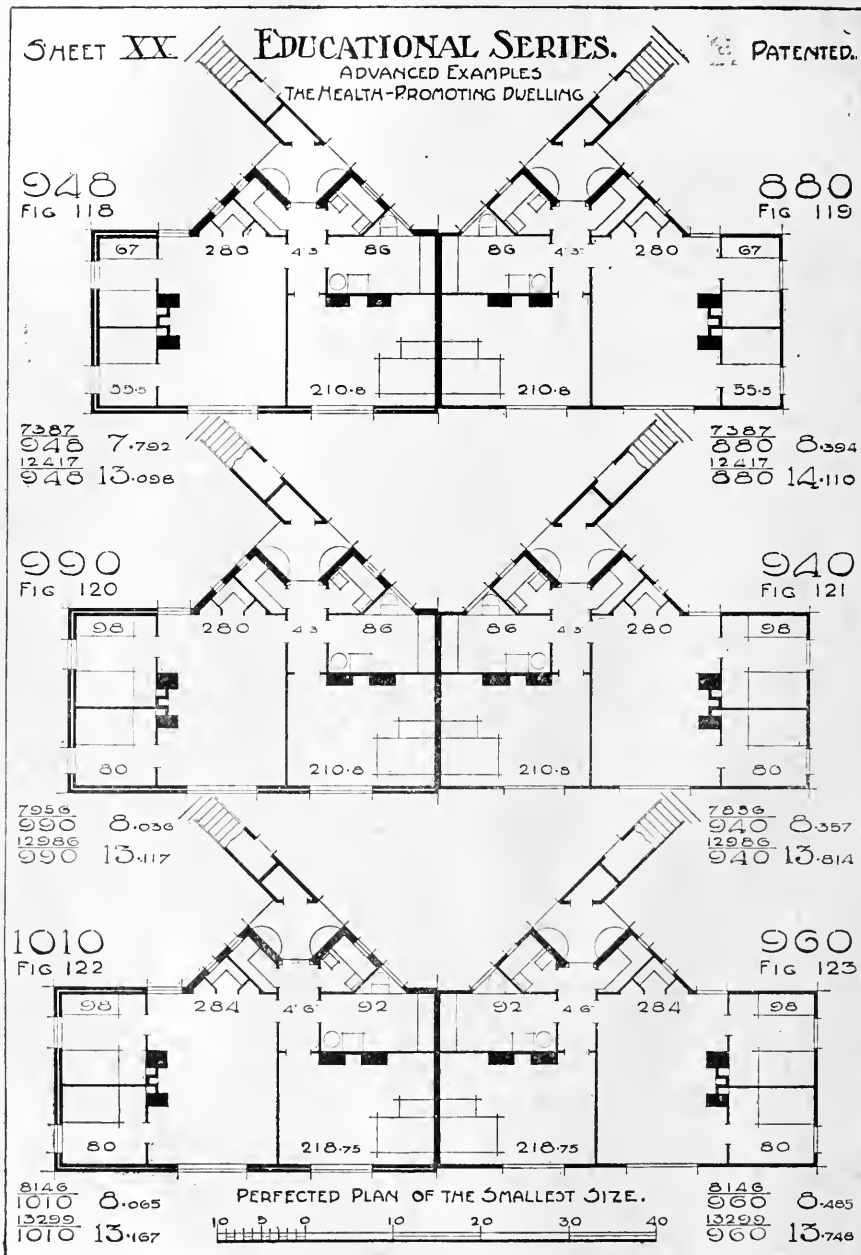 SHEET XX EDUCATIONAL SERIES. PATENTED.
ADVANCED EXAMPLES
THE HEALTH-PROMOTING DWELLING
948
FIG 118
880
FIG 119
67 280 4'3" 86 86 4'3" 280 67
55.5 210.8 210.8 55.5
7387
948 7.792
12417
948 13.098
7387
880 8.394
12417
880 14.110
990
FIG 120
940
FIG 121
98 280 4'3 86 86 4'3 280 98
80 210.8 210.8 80
7956
990 8.036
12986
990 13.117
7856
940 8.357
12986
940 13.814
1010
FIG 122
960
FIG 123
98 284 4'6" 92 92 4'6" 284 98
80 218.75 218.75 80
8146
1010 8.065
13299
1010 13.167
PERFECTED PLAN OF THE SMALLEST SIZE.
10 5 0 10 20 30 40
8146
960 8.485
13299
960 13.748